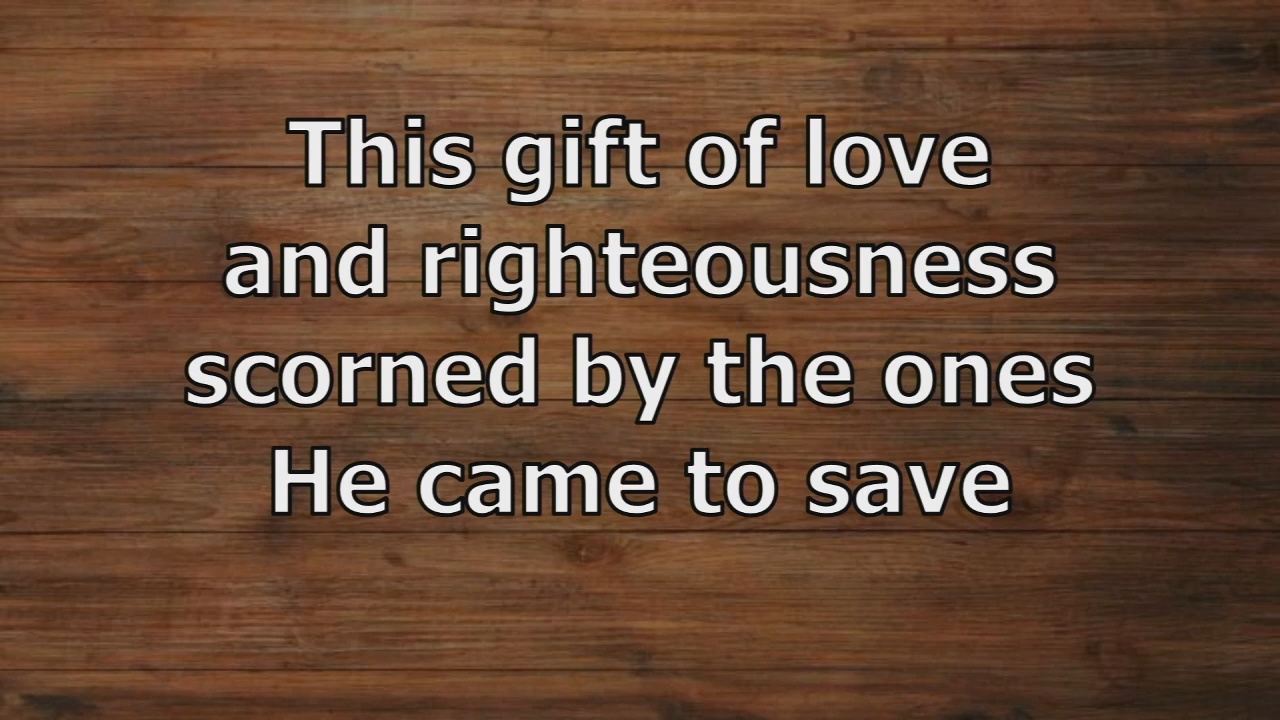 This gift of love
and righteousness
scorned by the ones
He came to save